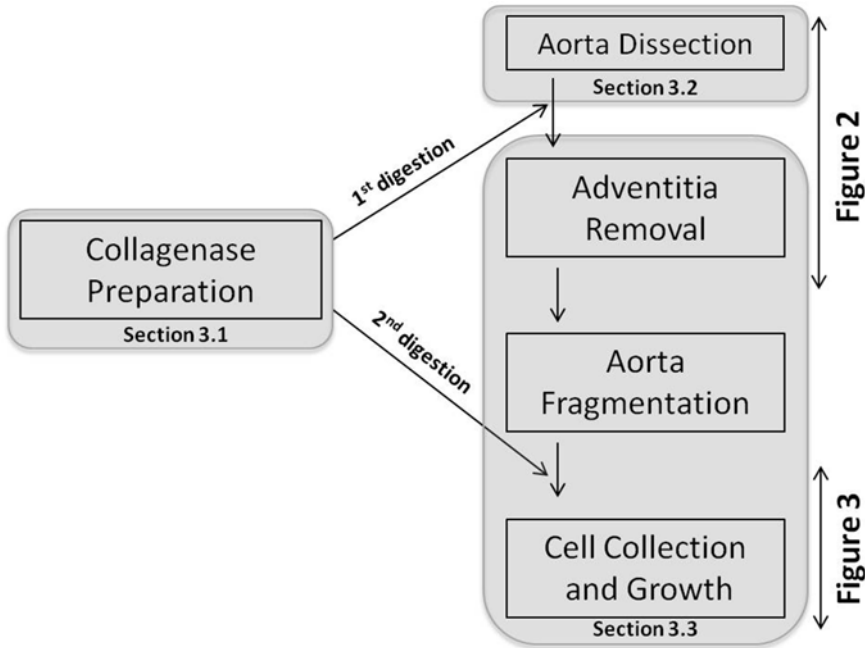 Aorta Dissection
Section 3.2
Figure 2
1st digestion
Adventitia
Removal
Collagenase
Preparation
Section 3.1
2nd digestion
Aorta
Fragmentation
Cell Collection
and Growth
Section 3.3
Figure 3